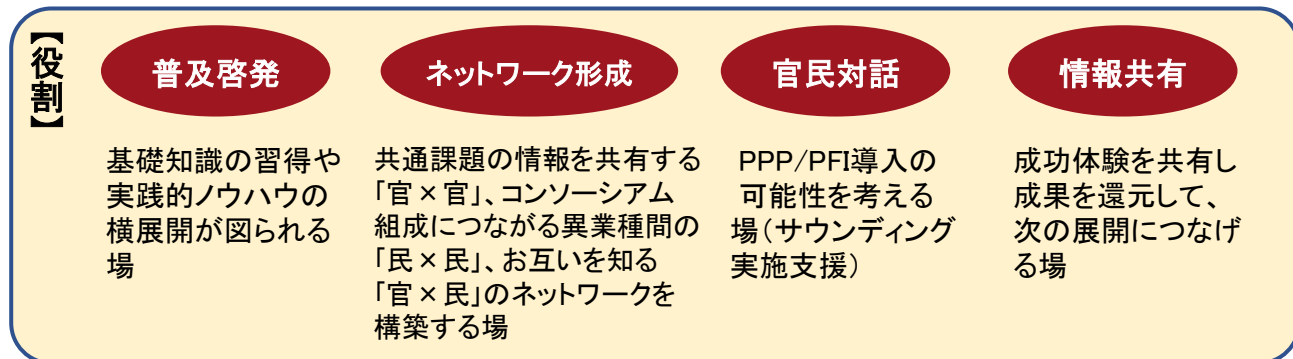 【役割】
普及啓発
基礎知識の習得や
実践的ノウハウの
横展開が図られる
場
ネットワーク形成
共通課題の情報を共有する
「官×官」、コンソーシアム
組成につながる異業種間の
「民×民」、お互いを知る
「官×民」のネットワークを
構築する場
官民対話
PPP/PFI導入の
可能性を考える
場（サウンディング
実施支援）
情報共有
成功体験を共有し
成果を還元して、
次の展開につなげ
る場